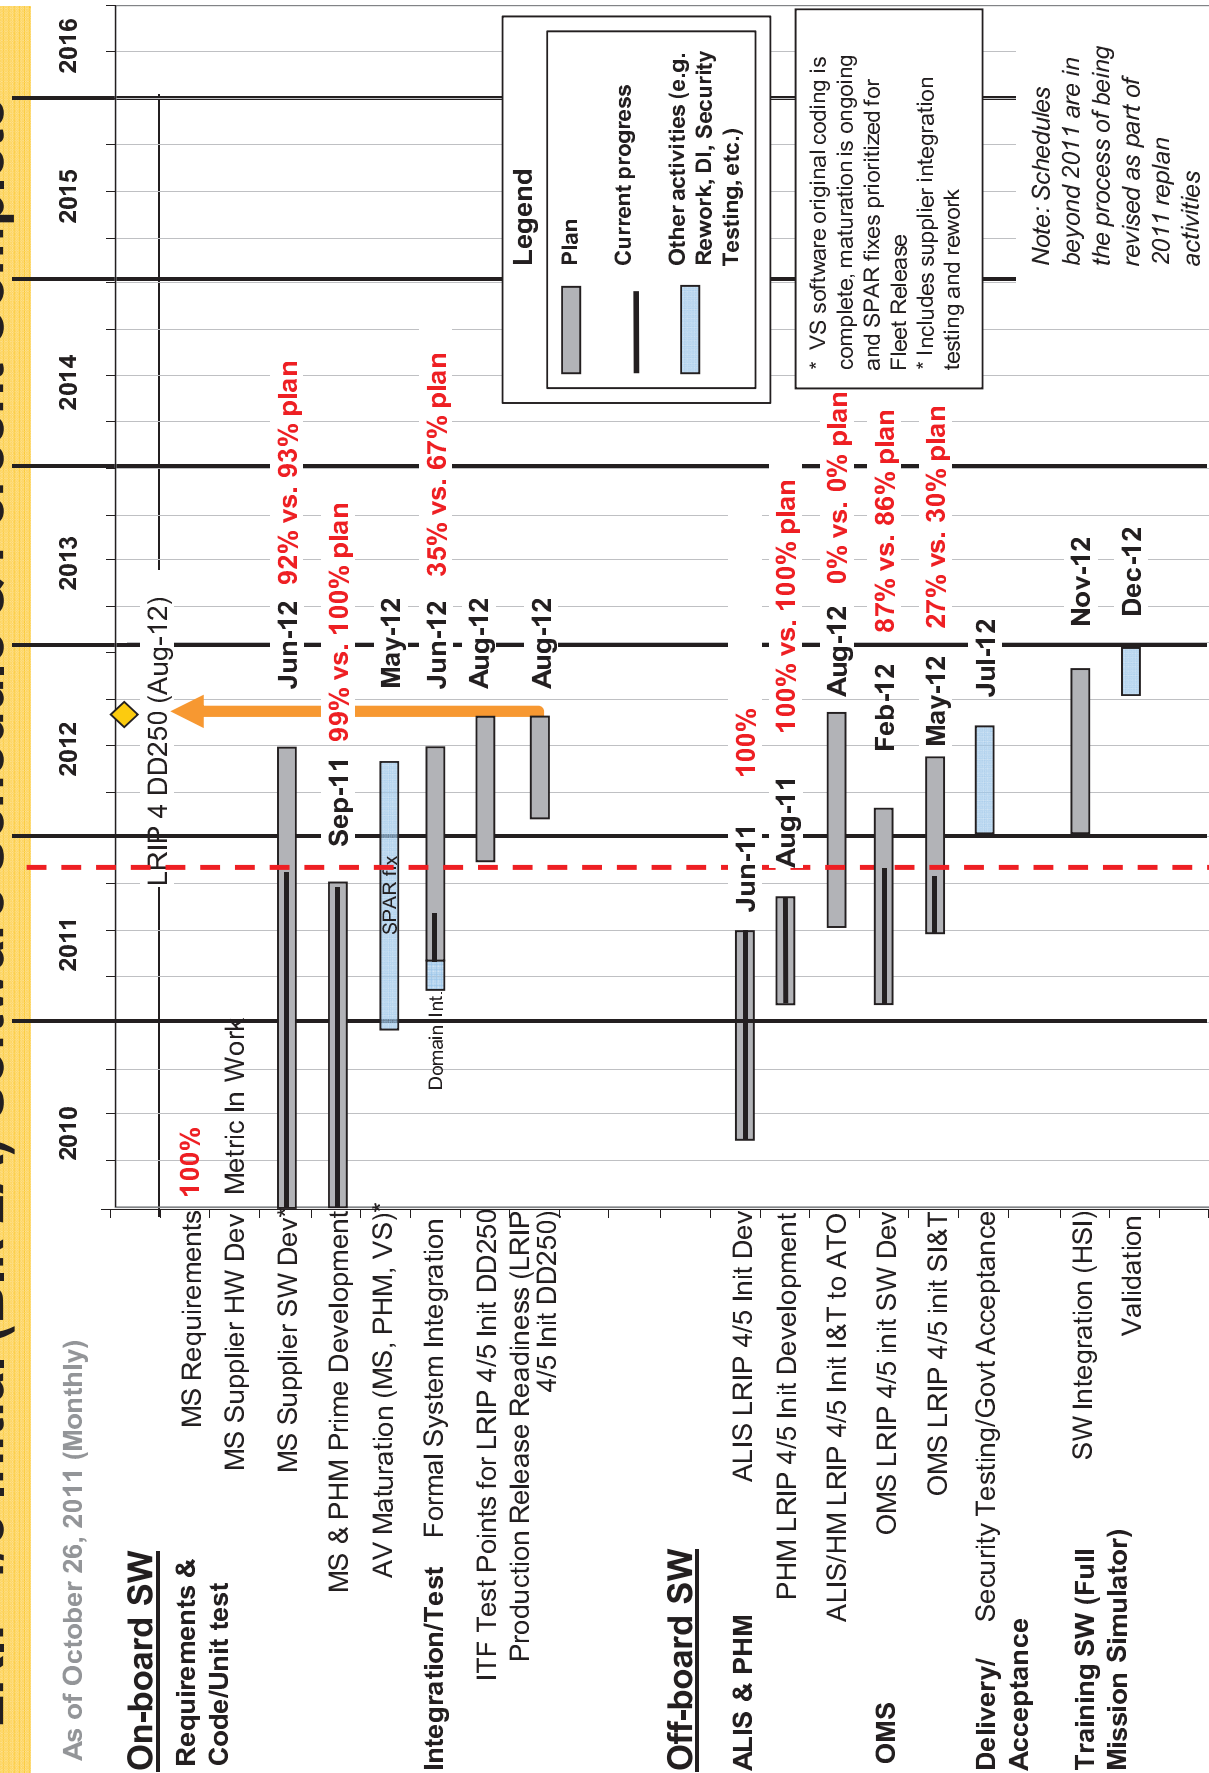 As of October 26, 2011 (Monthly)
2010
2011
2012
2013
2014
2015
2016
On-board SW
LRIP 4 DD250 (Aug-12)
Requirements &
Code/Unit test
MS Requirements
100%
MS Supplier HW Dev
Metric In Work
MS Supplier SW Dev*
Jun-12
92% vs. 93% plan
MS & PHM Prime Development
Sep-11
99% vs. 100% plan
AV Maturation (MS, PHM, VS)*
SPAR fix
May-12
Integration/Test
Formal System Integration
Domain Int.
Jun-12
35% vs. 67% plan
ITF Test Points for LRIP 4/5 Init DD250
Aug-12
Production Release Readiness (LRIP
4/5 Init DD250)
Aug-12
Legend
Plan
Current progress
Other activities (e.g.
Rework, DI, Security
Testing, etc.)
Off-board SW
ALIS & PHM
ALIS LRIP 4/5 Init Dev
Jun-11
100%
PHM LRIP 4/5 Init Development
Aug-11
100% vs. 100% plan
ALIS/HM LRIP 4/5 Init I&T to ATO
Aug-12
0% vs. 0% plan
OMS
OMS LRIP 4/5 init SW Dev
Feb-12
87% vs. 86% plan
OMS LRIP 4/5 init SI&T
May-12
27% vs. 30% plan
* VS software original coding is
complete, maturation is ongoing
and SPAR fixes prioritized for
Fleet Release
* Includes supplier integration
testing and rework
Delivery/
Acceptance
Security Testing/Govt Acceptance
Jul-12
Training SW (Full
Mission Simulator)
SW Integration (HSI)
Nov-12
Validation
Dec-12
Note: Schedules
beyond 2011 are in
the process of being
revised as part of
2011 replan
activities